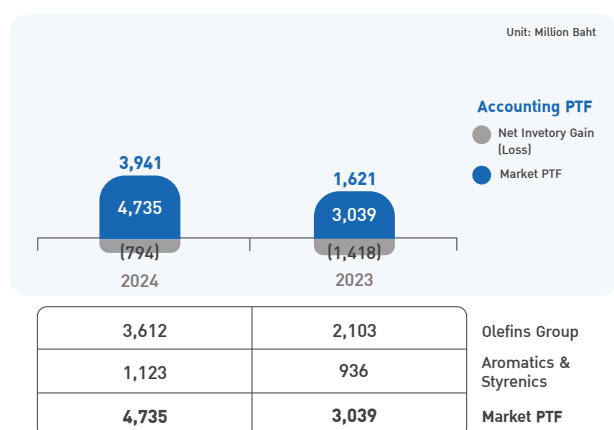 Unit: Million Baht
Accounting PTF
Net Invetory Gain
(Loss)
Market PTF
3,941
1,621
4,735
3,039
(794)
(1,418)
2024
2023
3,612 2,103 Olefins Group
1,123 936 Aromatics &
Styrenics
4,735 3,039 Market PTF